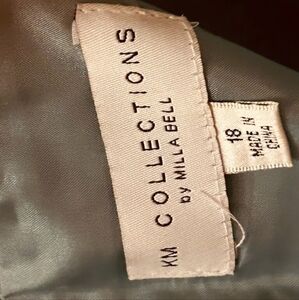 KM COLLECTIONS
by MILLA BELL
18
MADE IN
CHINA